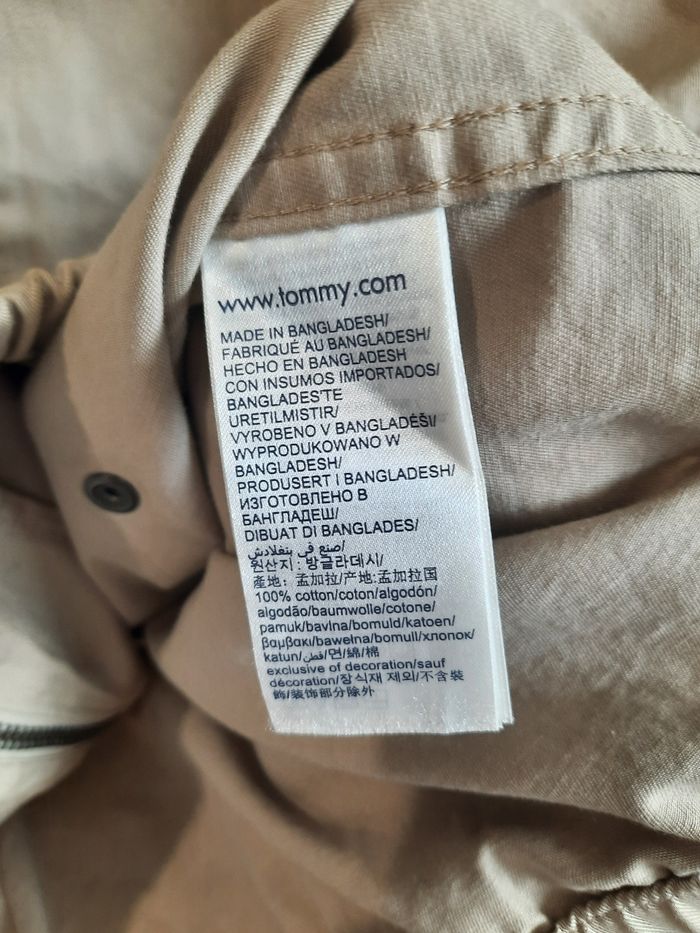 www.tommy.com
MADE IN BANGLADESH/
FABRIQUÉ AU BANGLADESH/
HECHO EN BANGLADESH
CON INSUMOS IMPORTADOS/
BANGLADEŞ'TE
URETILMISTIR/
VYROBENO V BANGLADÉŠI/
WYPRODUKOWANO W
BANGLADESH/
PRODUSERT I BANGLADESH/
ИЗГОТОВЛЕНО В
БАНГЛАДЕШ/
DIBUAT DI BANGLADES/
صنع في بنغلادش/
원산지: 방글라데시/
產地: 孟加拉/产地:孟加拉国
100% cotton/coton/algodón/
algodão/baumwolle/cotone/
pamuk/bavlna/bomuld/katoen/
βαμβακι/bawełna/bomull/хлопок/
katun/قطن/면/綿/棉
exclusive of decoration/sauf
décoration/장식재 제외/不含裝
飾/装饰部分除外